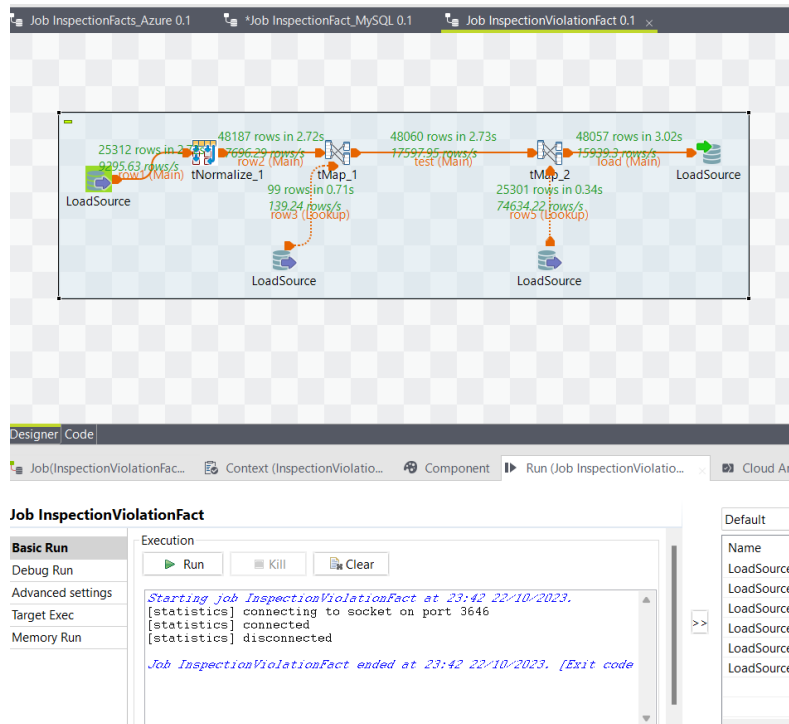 Job InspectionFacts_Azure 0.1
*Job InspectionFact_MySQL 0.1
Job InspectionViolationFact 0.1
48187 rows in 2.72s
48060 rows in 2.73s
48057 rows in 3.02s
25312 rows in
17597.95 rows/s
15939.3 rows/s
9295.63 rows/s
row1 (Main)
row2 (Main)
test (Main)
load (Main)
tNormalize_1
tMap_1
tMap_2
LoadSource
LoadSource
99 rows in 0.71s
139.24 rows/s
row3 (Lookup)
25301 rows in 0.34s
74634.22 rows/s
row5 (Lookup)
LoadSource
LoadSource
Designer
Code
Job(InspectionViolationFac...
Context (InspectionViolatio...
Component
Run (Job InspectionViolatio...
Cloud
Job InspectionViolationFact
Default
Basic Run
Debug Run
Advanced settings
Target Exec
Memory Run
Execution
Run
Kill
Clear
Starting job InspectionViolationFact at 23:42 22/10/2023.
[statistics] connecting to socket on port 3646
[statistics] connected
[statistics] disconnected
Job InspectionViolationFact ended at 23:42 22/10/2023. [Exit code
>>
Name
LoadSource
LoadSource
LoadSource
LoadSource
LoadSource
LoadSource